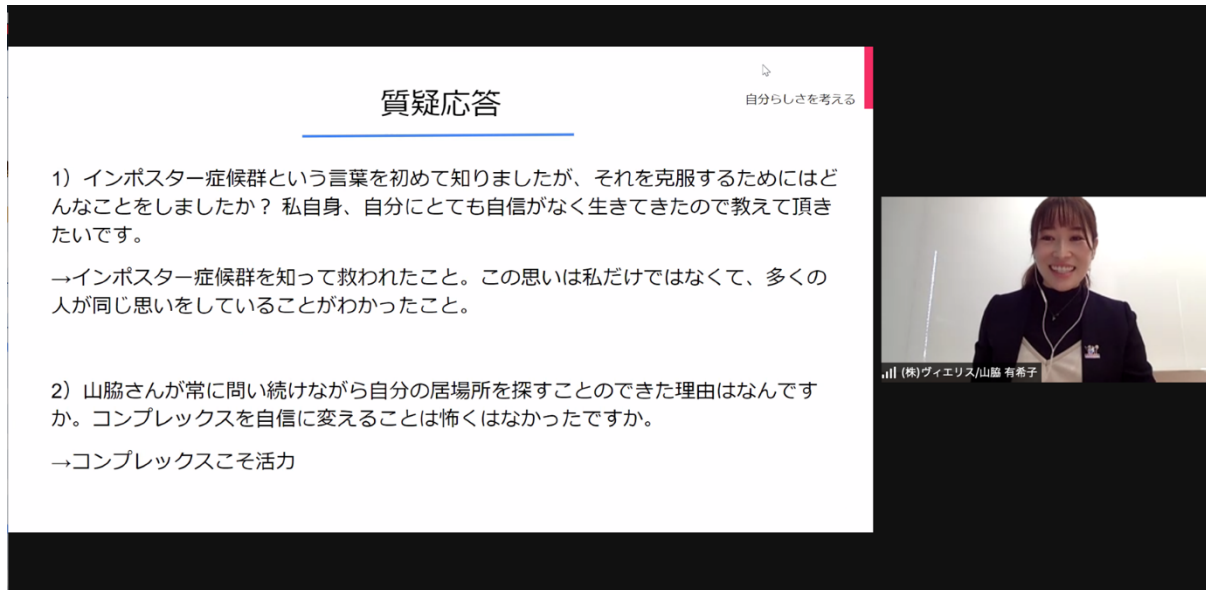 質疑応答
自分らしさを考える
1）インポスター症候群という言葉を初めて知りましたが、それを克服するためにはど
んなことをしましたか？ 私自身、自分にとても自信がなく生きてきたので教えて頂き
たいです。
→インポスター症候群を知って救われたこと。この思いは私だけではなくて、多くの
人が同じ思いをしていることがわかったこと。
2）山脇さんが常に問い続けながら自分の居場所を探すことのできた理由はなんです
か。コンプレックスを自信に変えることは怖くはなかったですか。
→コンプレックスこそ活力
(株)ヴィエリス/山脇 有希子